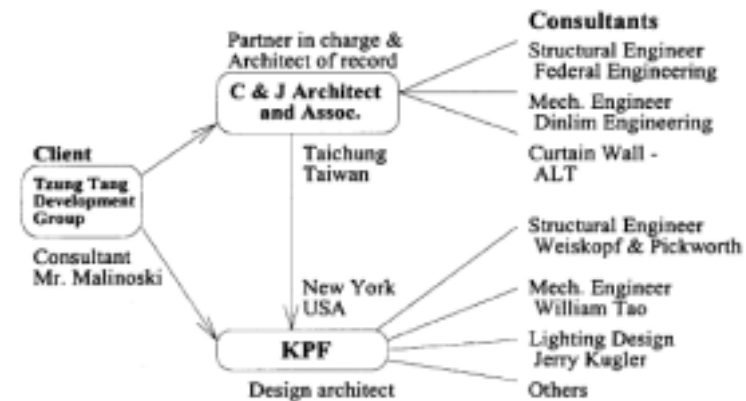 Consultants
Partner in charge &
Architect of record
C & J Architect
and Assoc.
Structural Engineer
Federal Engineering
Mech. Engineer
Dinlim Engineering
Curtain Wall -
ALT
Taichung
Taiwan
Client
Tzung Tang
Development
Group
Consultant
Mr. Malinoski
New York
USA
KPF
Design architect
Structural Engineer
Weiskopf & Pickworth
Mech. Engineer
William Tao
Lighting Design
Jerry Kugler
Others